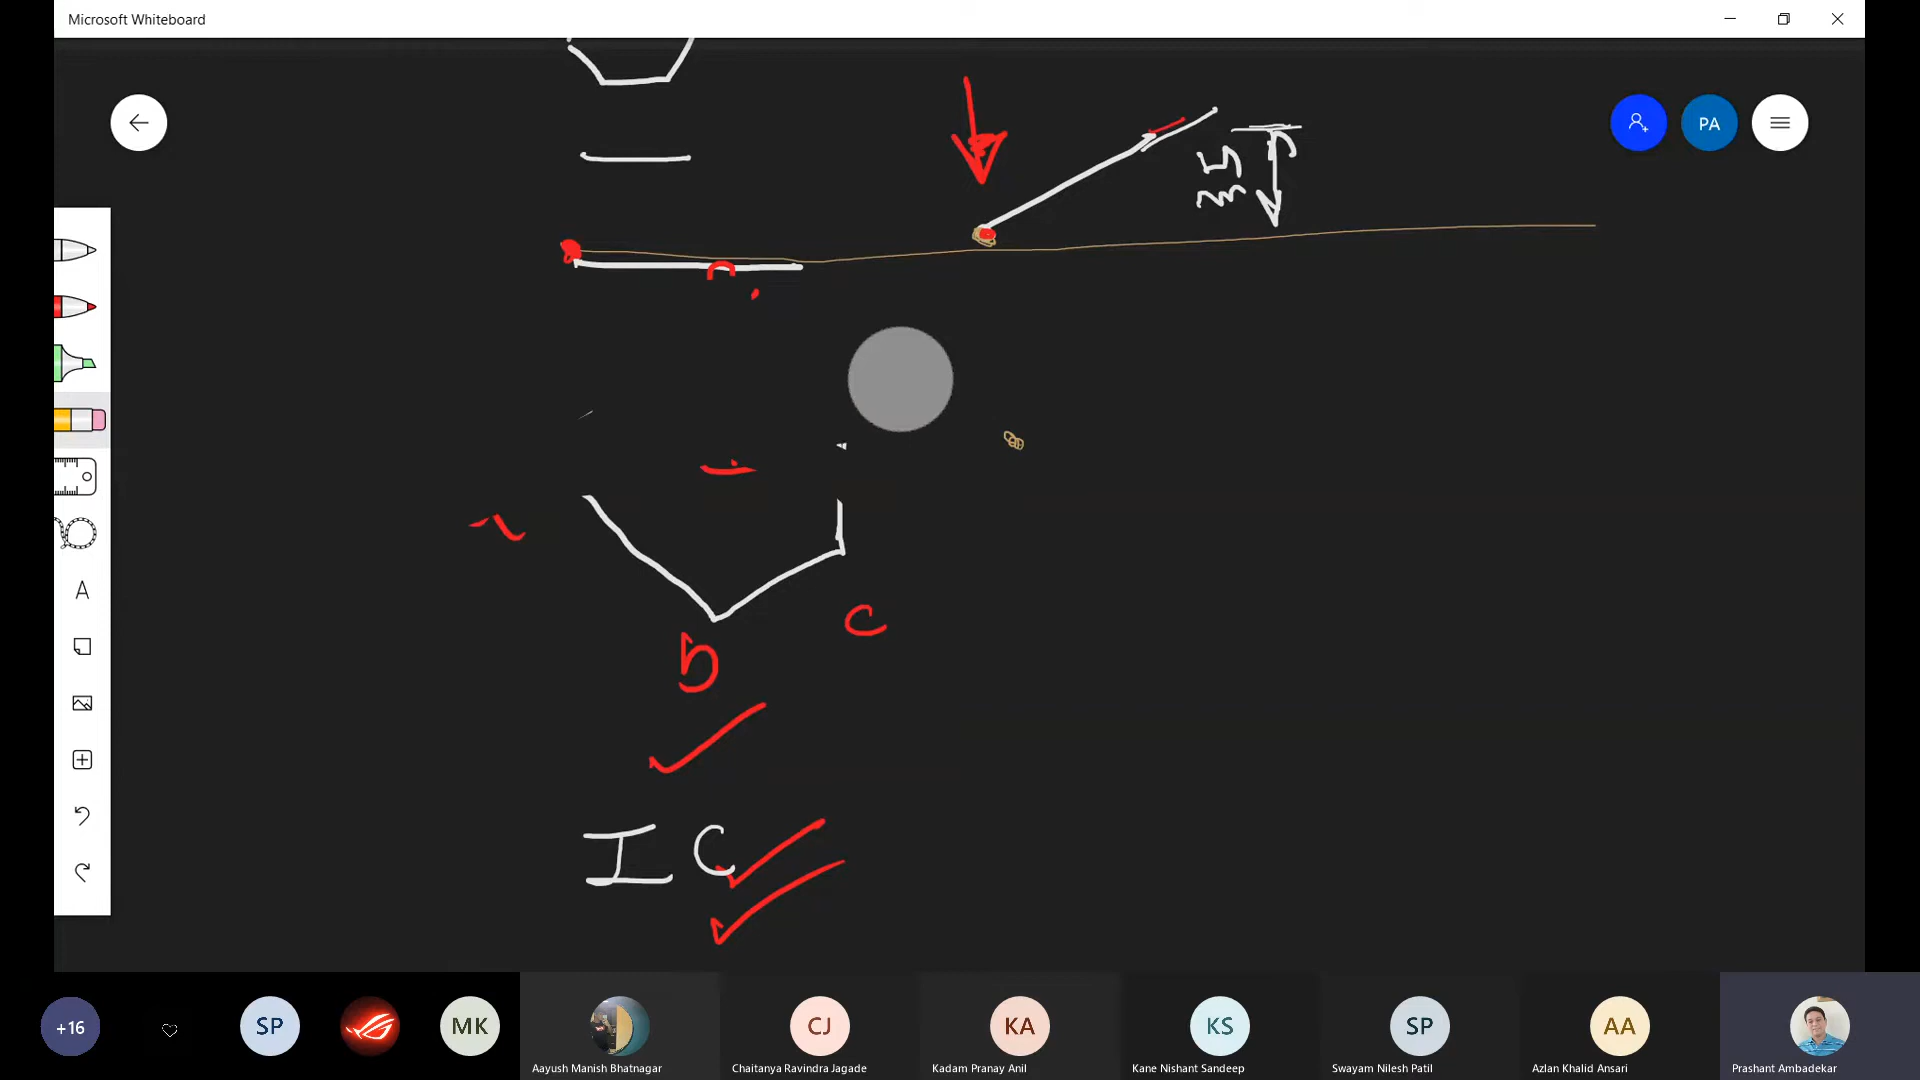 Microsoft Whiteboard
PA
b
c
I C
A
+16
SP
MK
CJ
KA
KS
SP
AA
Aayush Manish Bhatnagar
Chaitanya Ravindra Jagade
Kadam Pranay Anil
Kane Nishant Sandeep
Swayam Nilesh Patil
Azlan Khalid Ansari
Prashant Ambadekar